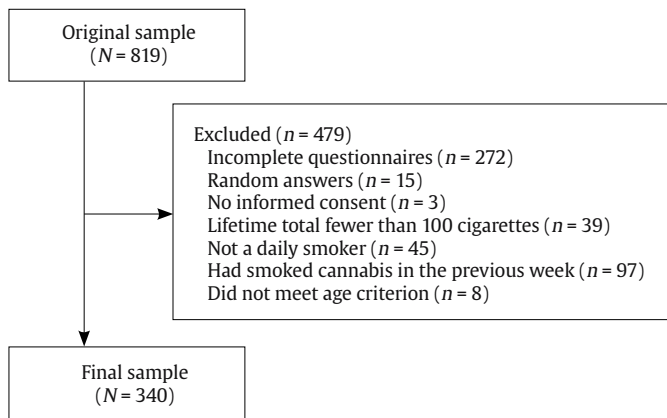 Original sample
(N = 819)
Excluded (n = 479)
Incomplete questionnaires (n = 272)
Random answers (n = 15)
No informed consent (n = 3)
Lifetime total fewer than 100 cigarettes (n = 39)
Not a daily smoker (n = 45)
Had smoked cannabis in the previous week (n = 97)
Did not meet age criterion (n = 8)
Final sample
(N = 340)